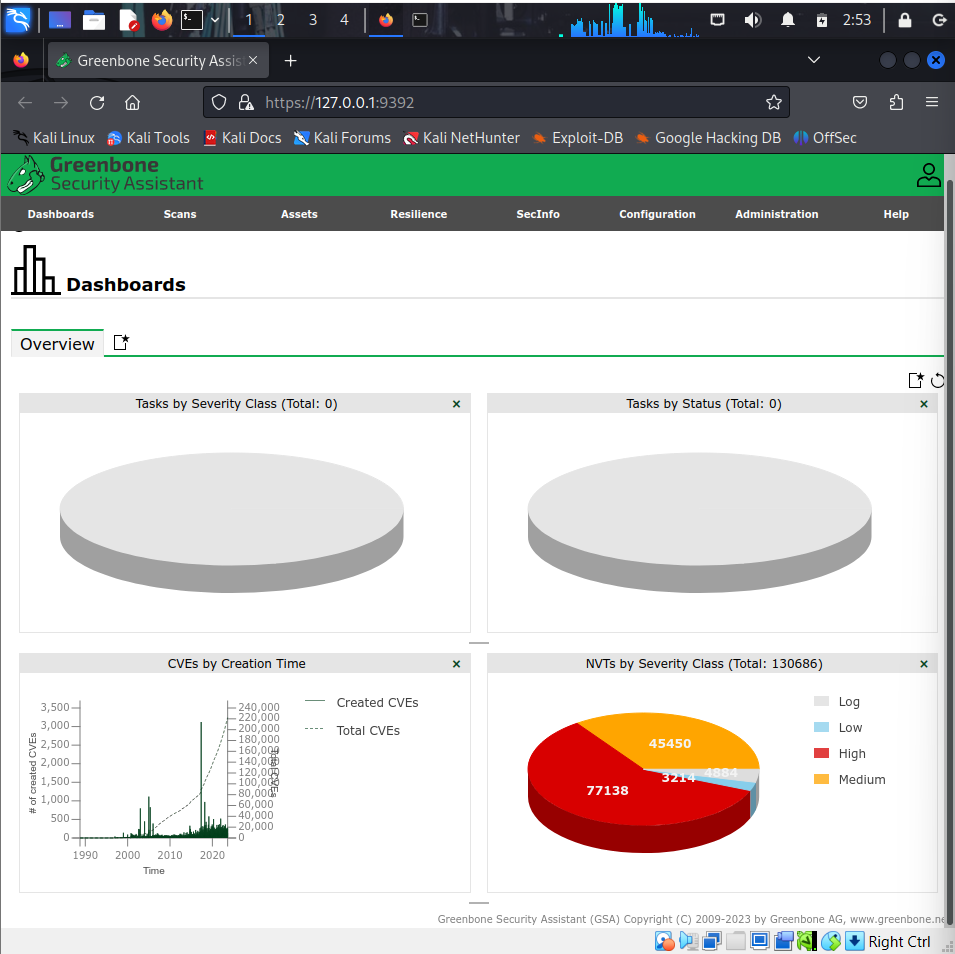 1 2 3 4 2:53
Greenbone Security Assis
https://127.0.0.1:9392
Kali Linux Kali Tools Kali Docs Kali Forums Kali NetHunter Exploit-DB Google Hacking DB OffSec
Greenbone
Security Assistant
Dashboards Scans Assets Resilience SecInfo Configuration Administration Help
Dashboards
Overview
Tasks by Severity Class (Total: 0)
Tasks by Status (Total: 0)
CVEs by Creation Time
3,500
3,000
2,500
2,000
1,500
1,000
500
0
# of created CVEs
240,000
220,000
200,000
180,000
160,000
140,000
120,000
100,000
80,000
60,000
40,000
20,000
0
Total CVEs
1990 2000 2010 2020
Time
Created CVEs
Total CVEs
NVTs by Severity Class (Total: 130686)
45450
4884
3214
77138
Log
Low
High
Medium
Greenbone Security Assistant (GSA) Copyright (C) 2009-2023 by Greenbone AG, www.greenbone.ne
Right Ctrl